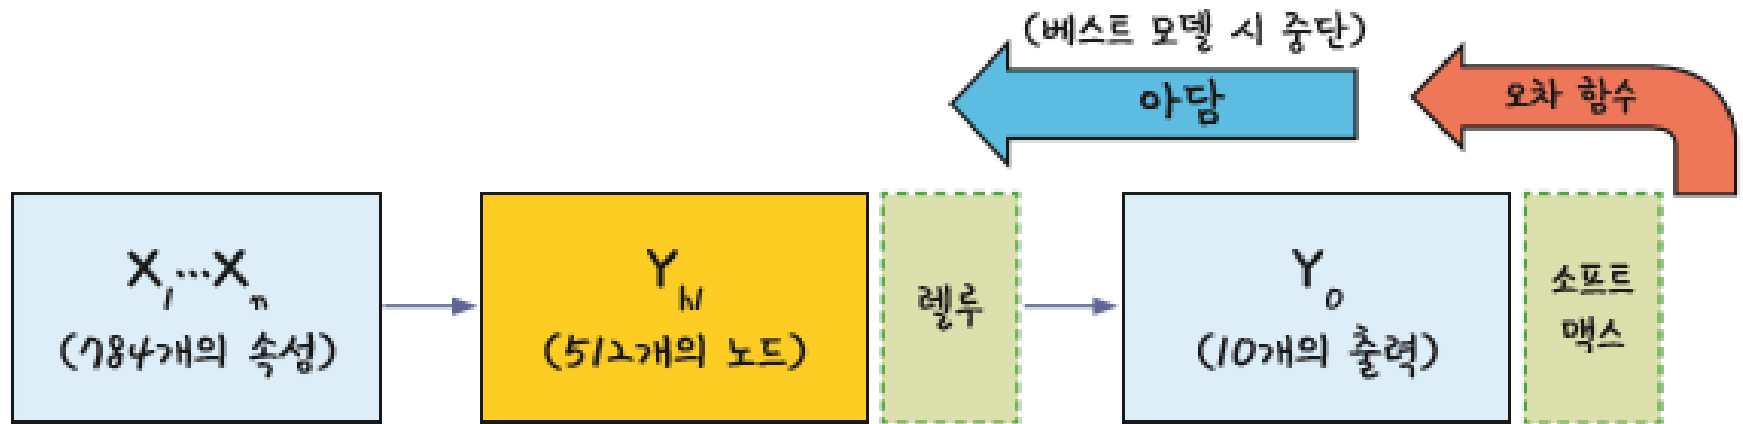 (베스트 모델 시 중단)
아담
오차 함수
X1...Xn
(784개의 속성)
Yh1
(512개의 노드)
렐루
Yo
(10개의 출력)
소프트
맥스